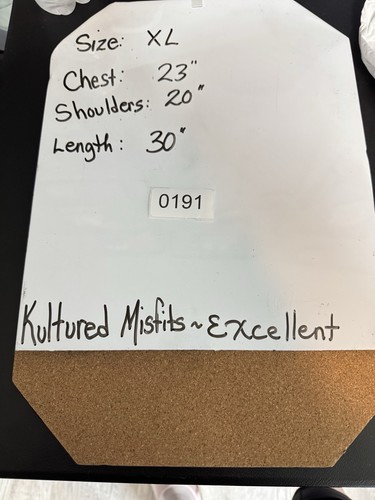 Size: XL
Chest: 23"
Shoulders: 20"
Length: 30"
0191
Kultured Misfits ~ Excellent